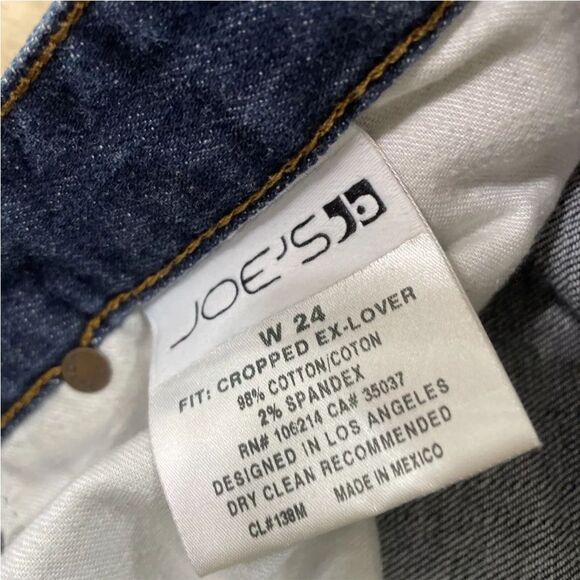 JOE'S Jb
W 24
FIT: CROPPED EX-LOVER
98% COTTON/COTON
2% SPANDEX
RN# 106214 CA# 35037
DESIGNED IN LOS ANGELES
DRY CLEAN RECOMMENDED
CL#138M MADE IN MEXICO